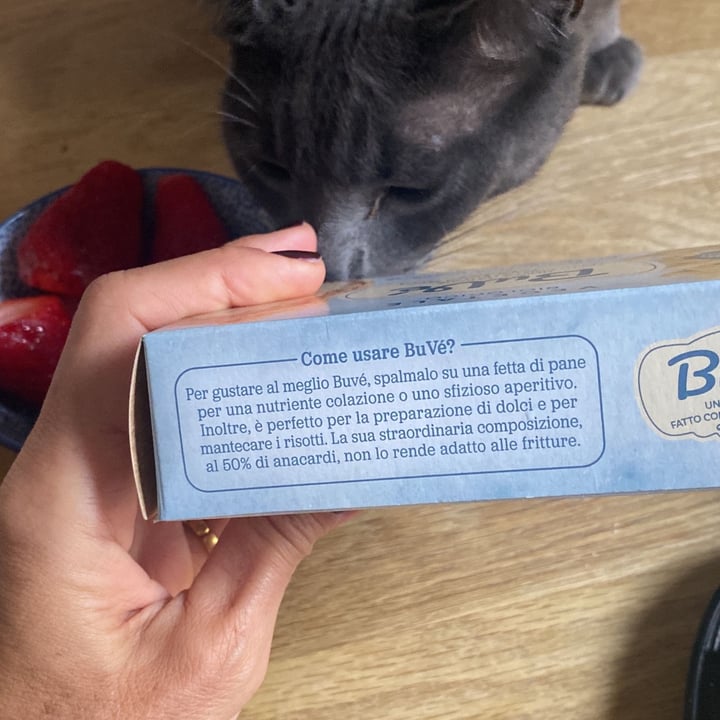 Come usare BuVé?
Per gustare al meglio Buvé, spalmalo su una fetta di pane
per una nutriente colazione o uno sfizioso aperitivo.
Inoltre, è perfetto per la preparazione di dolci e per
mantecare i risotti. La sua straordinaria composizione,
al 50% di anacardi, non lo rende adatto alle fritture.
B
UN
FATTO CO